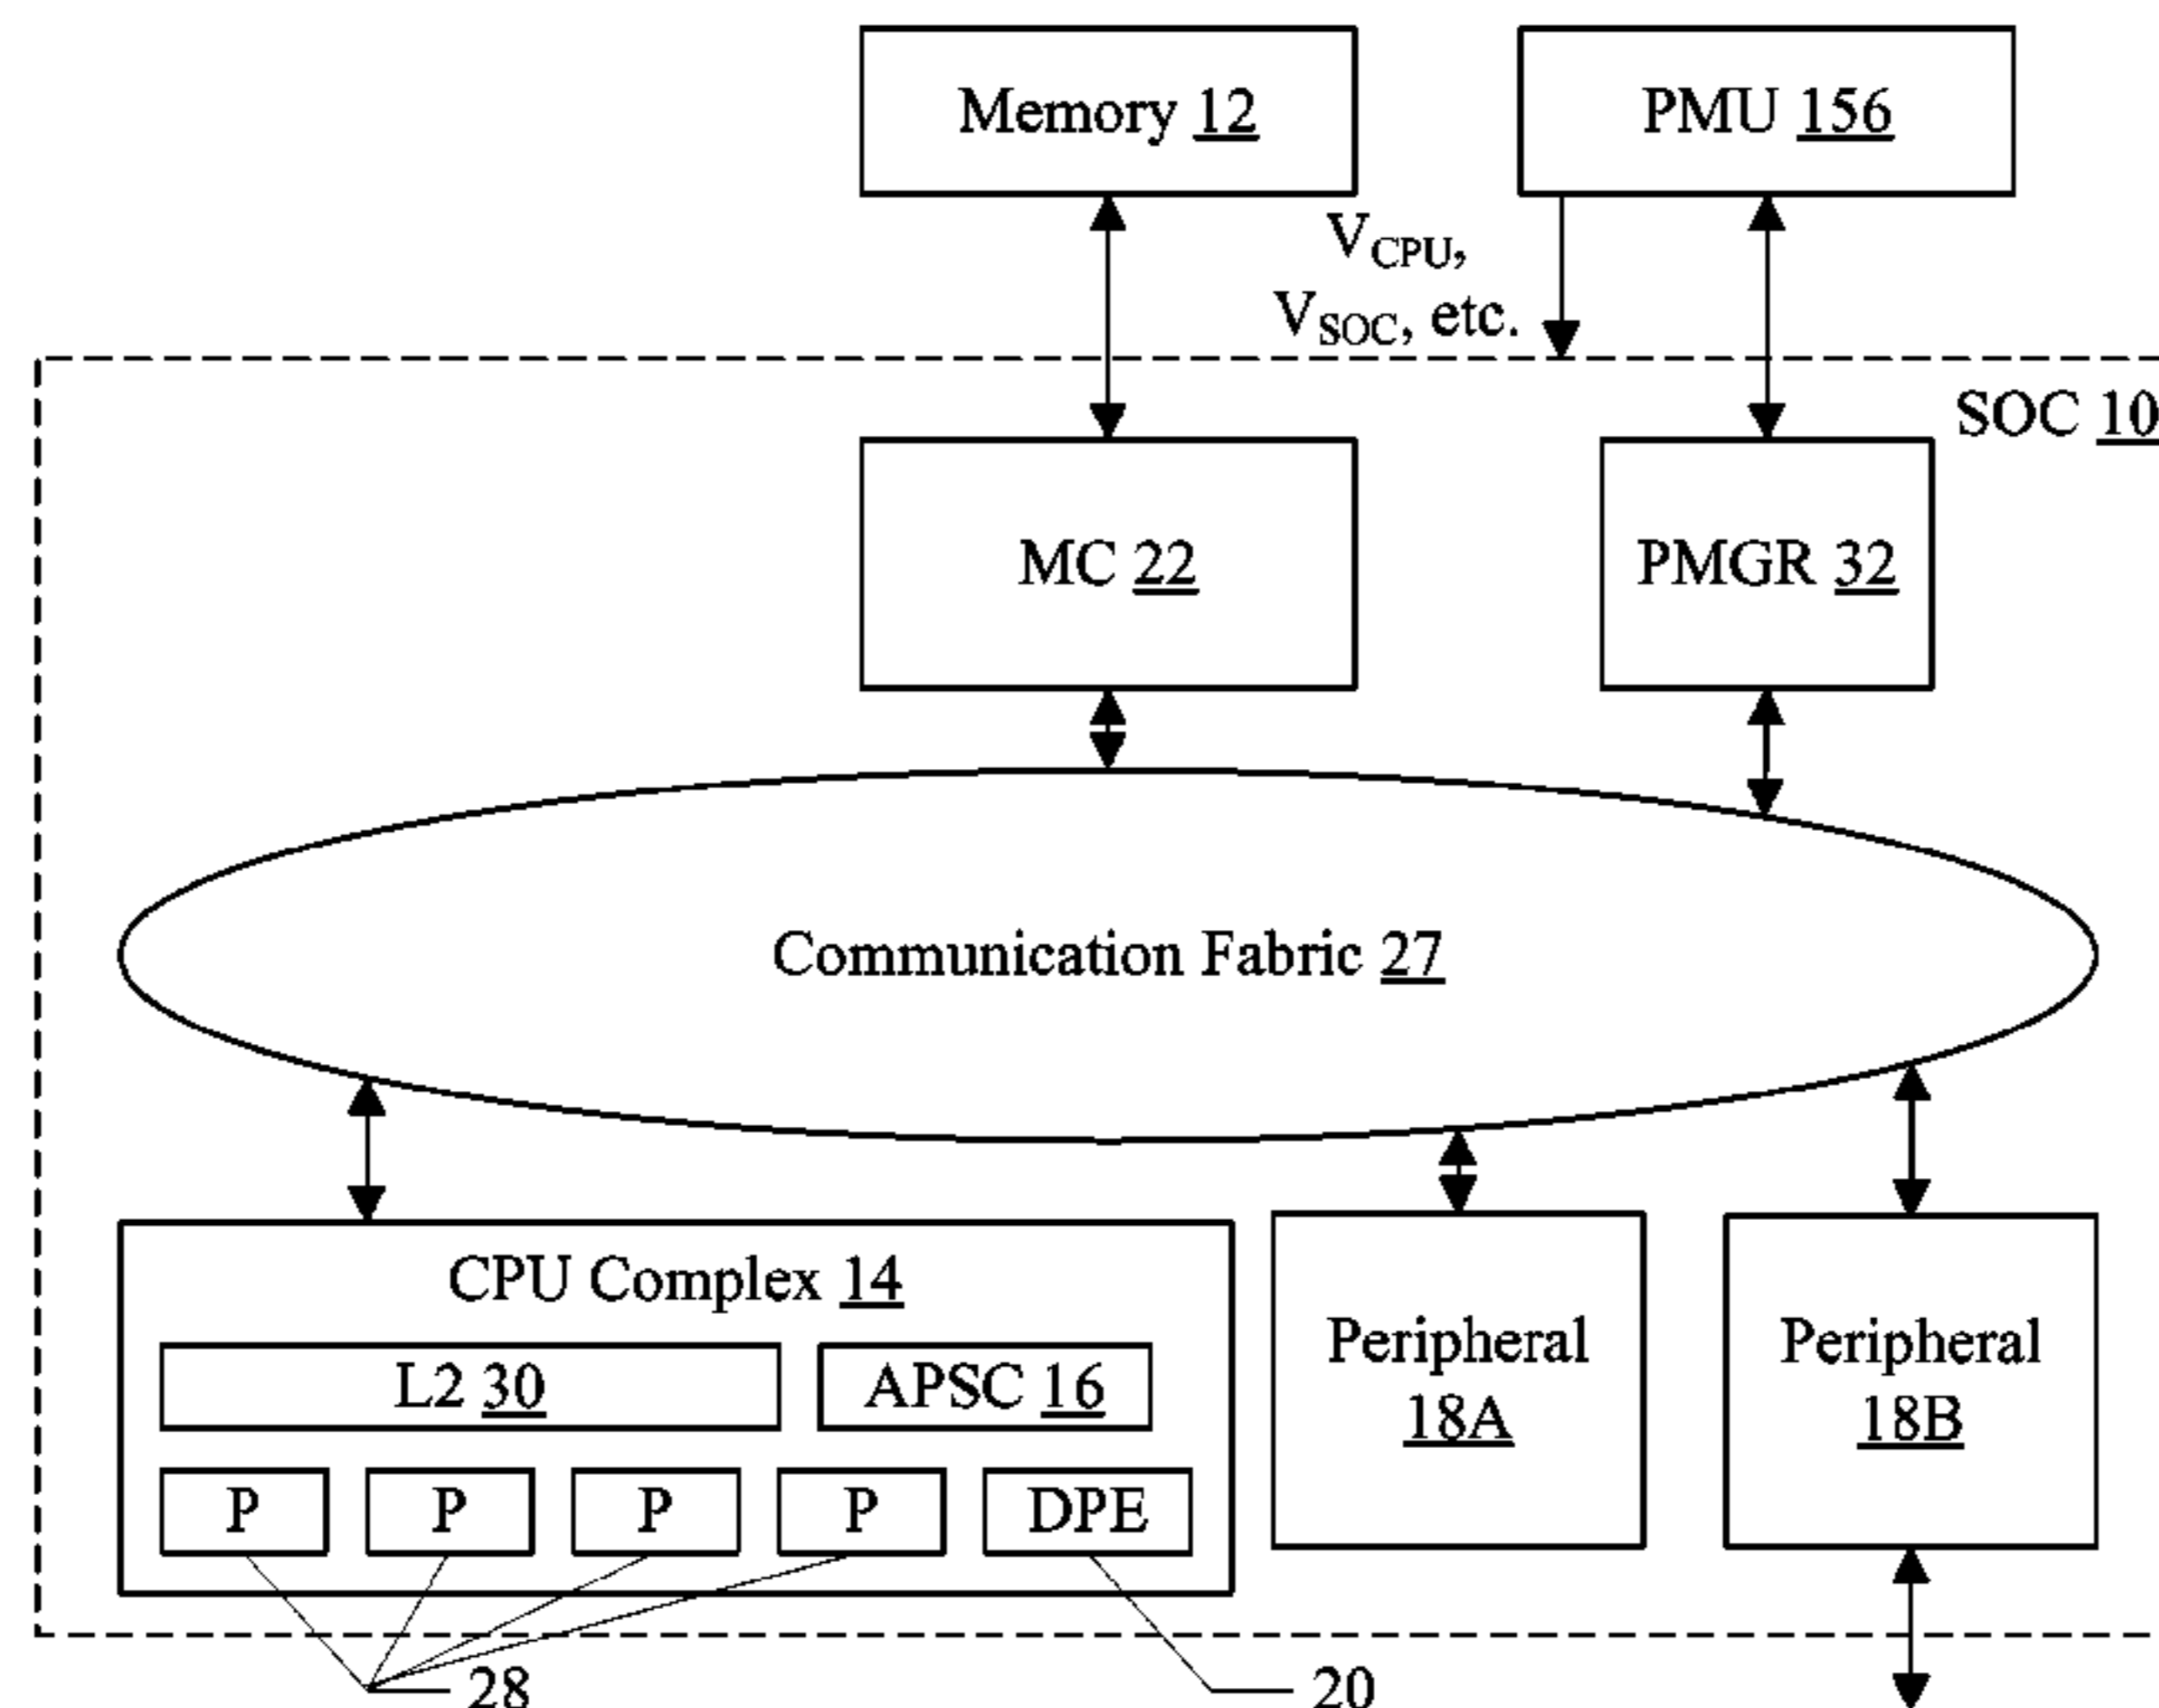 Memory 12
PMU 156
VCPU,
VSOC, etc.
SOC 10
MC 22
PMGR 32
Communication Fabric 27
CPU Complex 14
L2 30
APSC 16
P
P
P
P
DPE
Peripheral
18A
Peripheral
18B
28
20